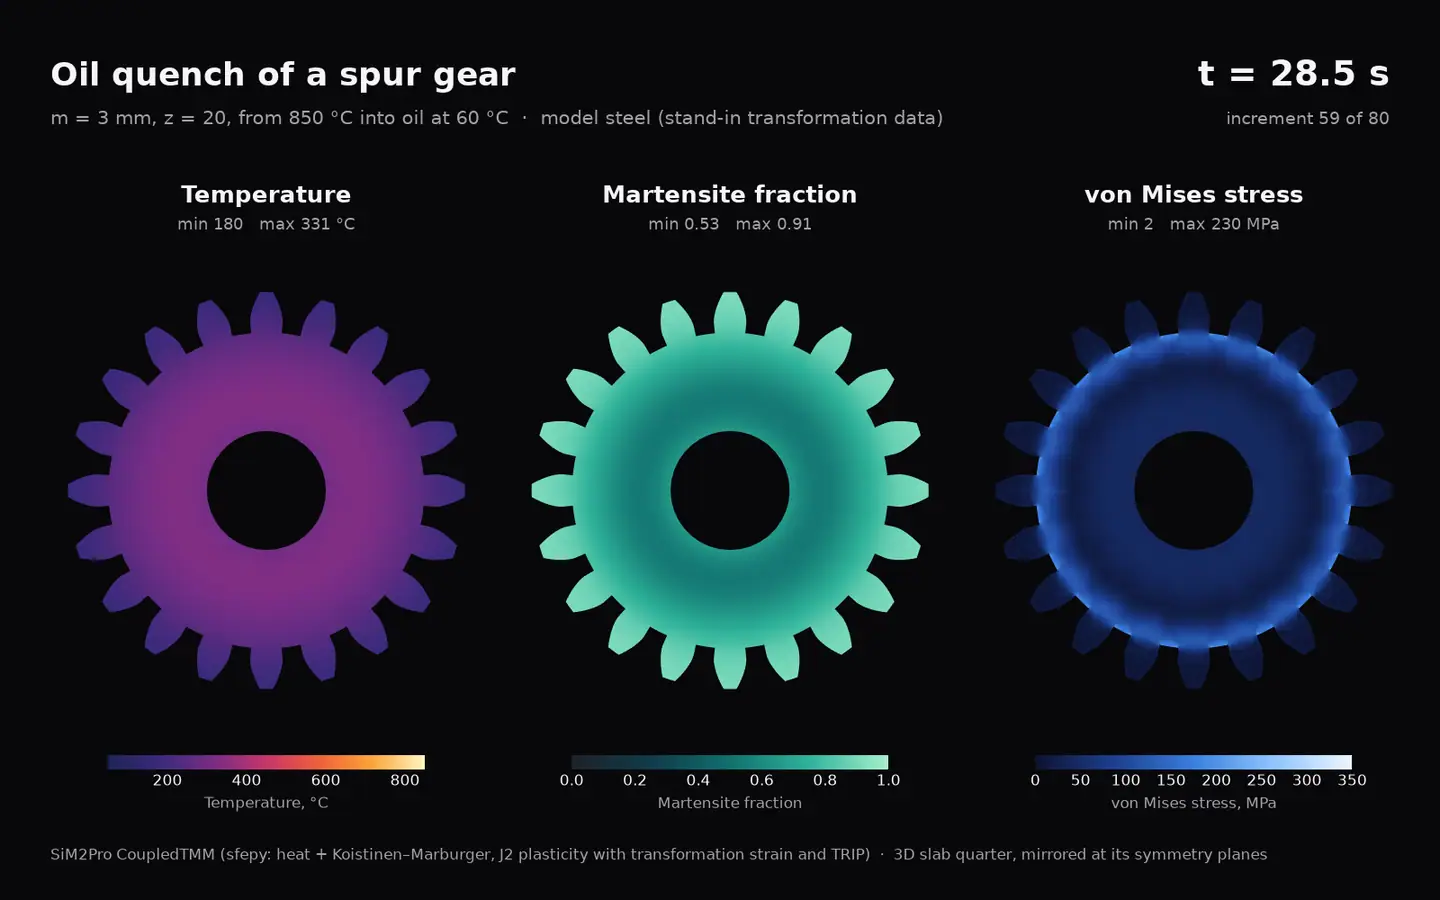 Oil quench of a spur gear
t = 28.5 s
m = 3 mm, z = 20, from 850 °C into oil at 60 °C · model steel (stand-in transformation data)
increment 59 of 80
Temperature
min 180 max 331 °C
Martensite fraction
min 0.53 max 0.91
von Mises stress
min 2 max 230 MPa
200 400 600 800
Temperature, °C
0.0 0.2 0.4 0.6 0.8 1.0
Martensite fraction
0 50 100 150 200 250 300 350
von Mises stress, MPa
SiM2Pro CoupledTMM (sfepy: heat + Koistinen–Marburger, J2 plasticity with transformation strain and TRIP) · 3D slab quarter, mirrored at its symmetry planes